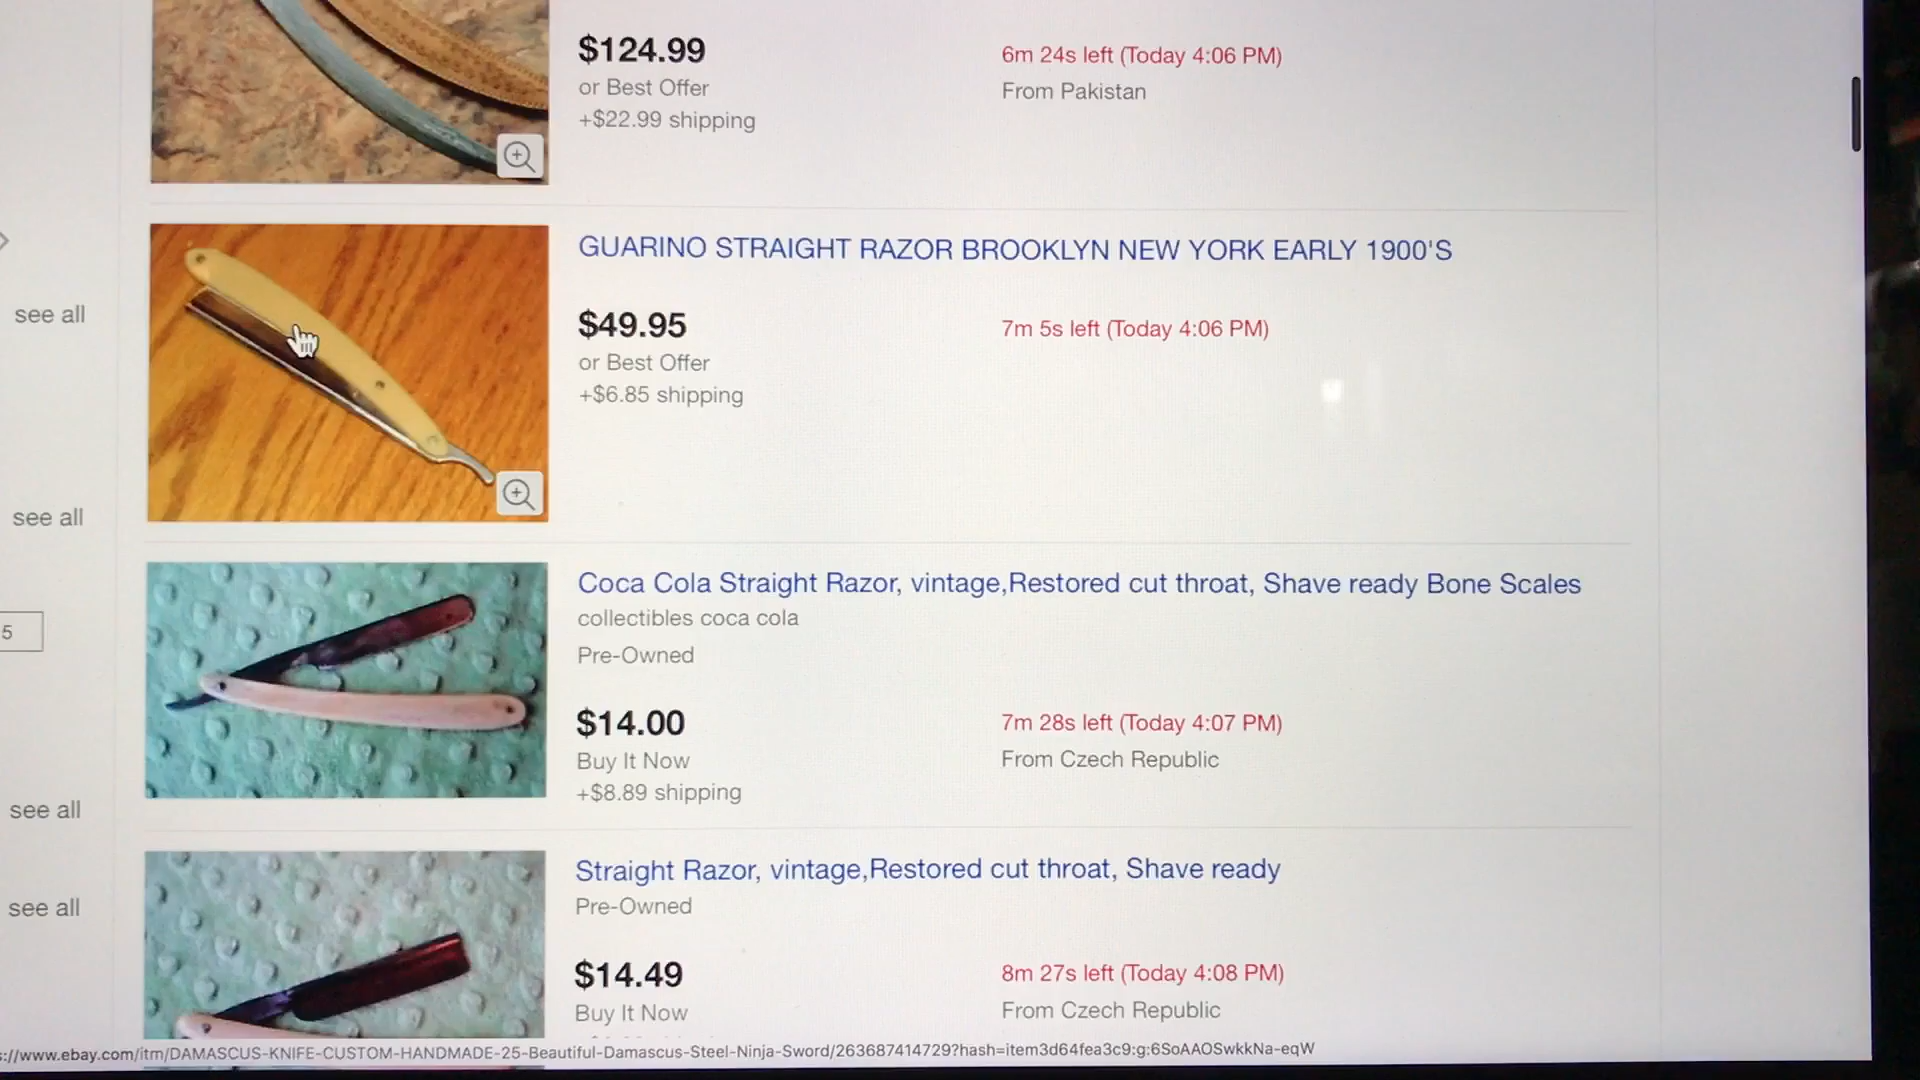 $124.99
or Best Offer
+$22.99 shipping
6m 24s left (Today 4:06 PM)
From Pakistan
GUARINO STRAIGHT RAZOR BROOKLYN NEW YORK EARLY 1900'S
$49.95
or Best Offer
+$6.85 shipping
7m 5s left (Today 4:06 PM)
see all
see all
Coca Cola Straight Razor, vintage,Restored cut throat, Shave ready Bone Scales
collectibles coca cola
Pre-Owned
$14.00
Buy It Now
+$8.89 shipping
7m 28s left (Today 4:07 PM)
From Czech Republic
5
see all
see all
Straight Razor, vintage,Restored cut throat, Shave ready
Pre-Owned
$14.49
Buy It Now
8m 27s left (Today 4:08 PM)
From Czech Republic
://www.ebay.com/itm/DAMASCUS-KNIFE-CUSTOM-HANDMADE-25-Beautiful-Damascus-Steel-Ninja-Sword/263687414729?hash=item3d64fea3c9:g:6SoAAOSwkkNa-eqW